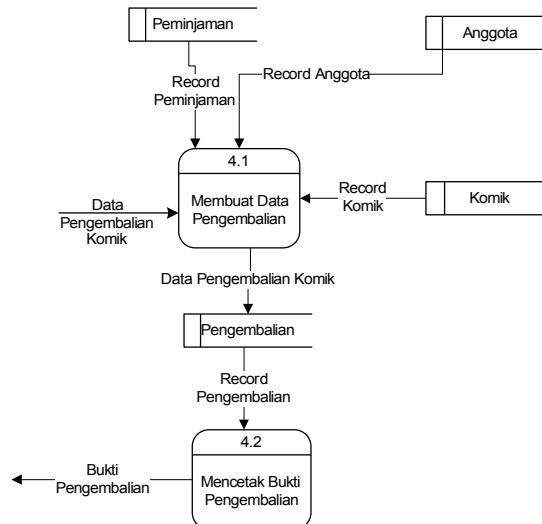 Peminjaman
Anggota
Record
Peminjaman
Record Anggota
4.1
Membuat Data
Pengembalian
Record
Komik
Komik
Data
Pengembalian
Komik
Data Pengembalian Komik
Pengembalian
Record
Pengembalian
4.2
Mencetak Bukti
Pengembalian
Bukti
Pengembalian